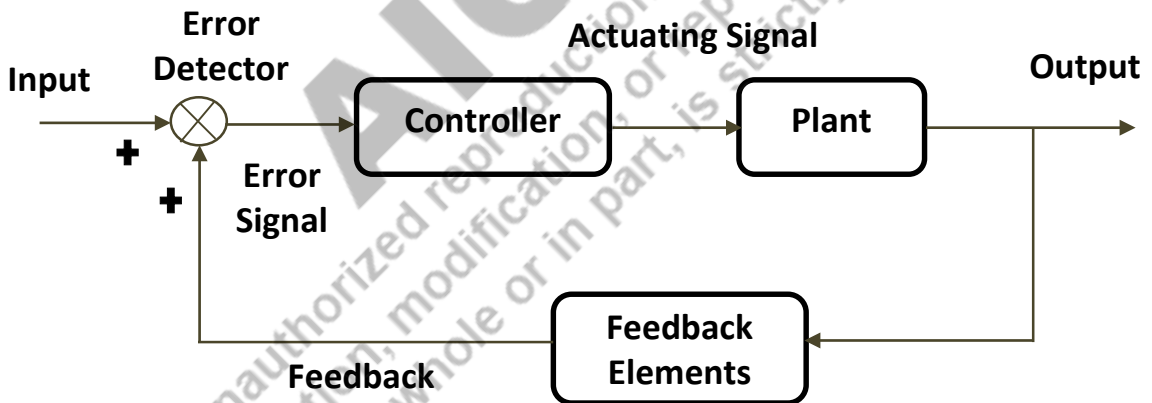 Error
Detector
Actuating Signal
Input
Output
Controller
Plant
+
+
Error
Signal
Feedback
Elements
Feedback